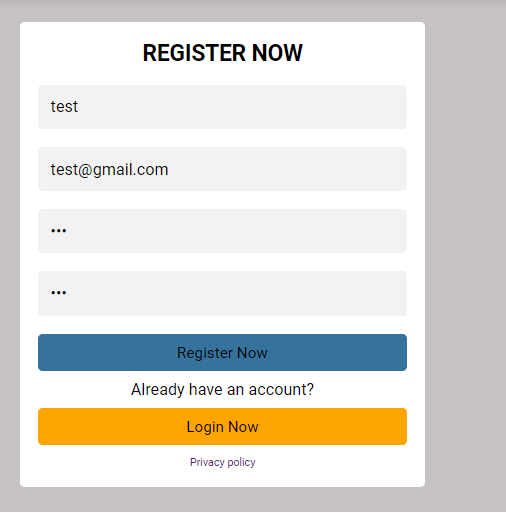 REGISTER NOW
test
test@gmail.com
•••
•••
Register Now
Already have an account?
Login Now
Privacy policy